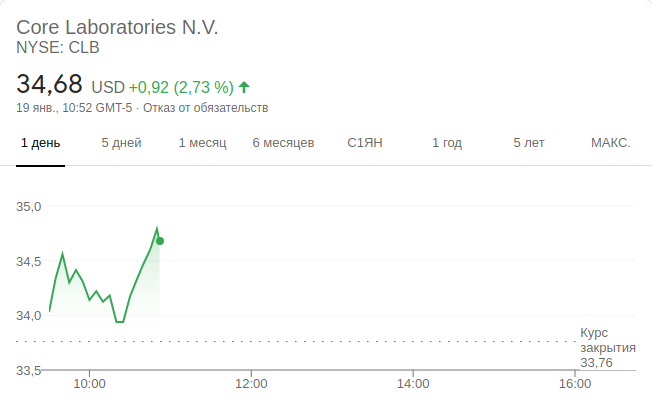 Core Laboratories N.V.
NYSE: CLB
34,68 USD +0,92 (2,73 %)
19 янв., 10:52 GMT-5 · Отказ от обязательств
1 день 5 дней 1 месяц 6 месяцев С1ЯН 1 год 5 лет МАКС.
35,0
34,5
34,0
33,5
Курс
закрытия
33,76
10:00 12:00 14:00 16:00